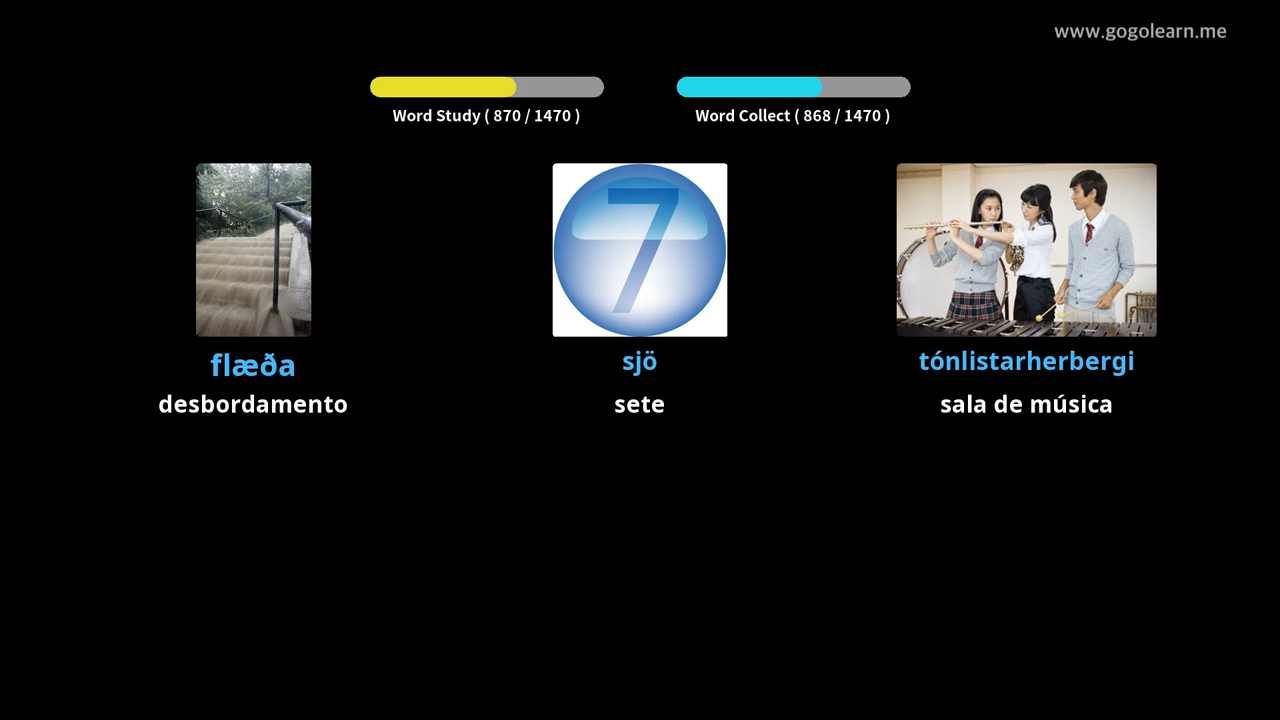 www.gogolearn.me
Word Study ( 870 / 1470 )
Word Collect ( 868 / 1470 )
7
flæða
sjö
tónlistarherbergi
desbordamento
sete
sala de música